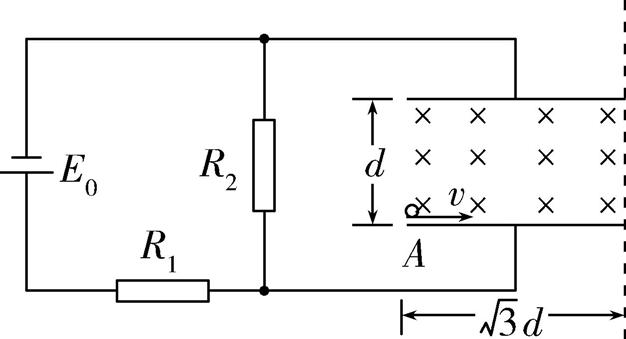 E₀
R₂
R₁
d
v
A
√3d